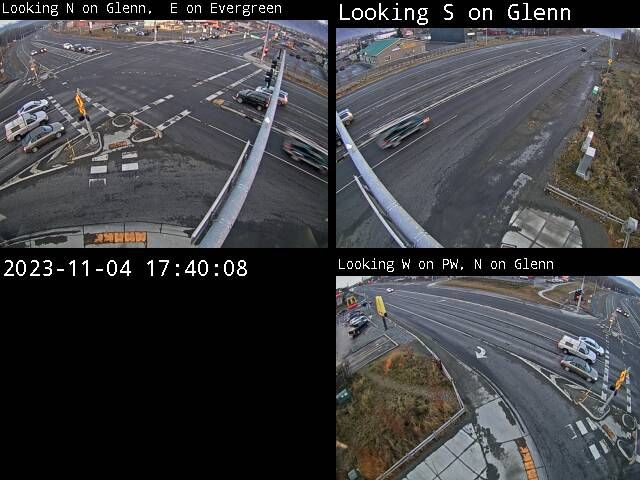 Looking N on Glenn,  E on Evergreen
Looking S on Glenn
2023-11-04 17:40:08
Looking W on PW, N on Glenn